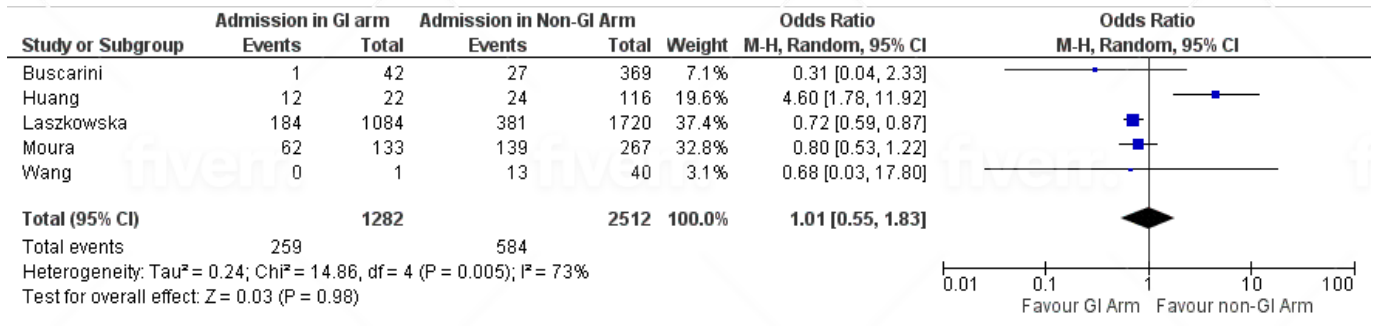 Admission in GI arm Admission in Non-GI Arm Odds Ratio Odds Ratio
Study or Subgroup Events Total Events Total Weight M-H, Random, 95% CI M-H, Random, 95% CI
Buscarini 1 42 27 369 7.1% 0.31 [0.04, 2.33]
Huang 12 22 24 116 19.6% 4.60 [1.78, 11.92]
Laszkowska 184 1084 381 1720 37.4% 0.72 [0.59, 0.87]
Moura 62 133 139 267 32.8% 0.80 [0.53, 1.22]
Wang 0 1 13 40 3.1% 0.68 [0.03, 17.80]
fiverr. fiverr.
Total (95% CI) 1282 2512 100.0% 1.01 [0.55, 1.83]
Total events 259 584
Heterogeneity: Tau² = 0.24; Chi² = 14.86, df = 4 (P = 0.005); I² = 73%
Test for overall effect: Z = 0.03 (P = 0.98)
0.01 0.1 1 10 100
Favour GI Arm Favour non-GI Arm